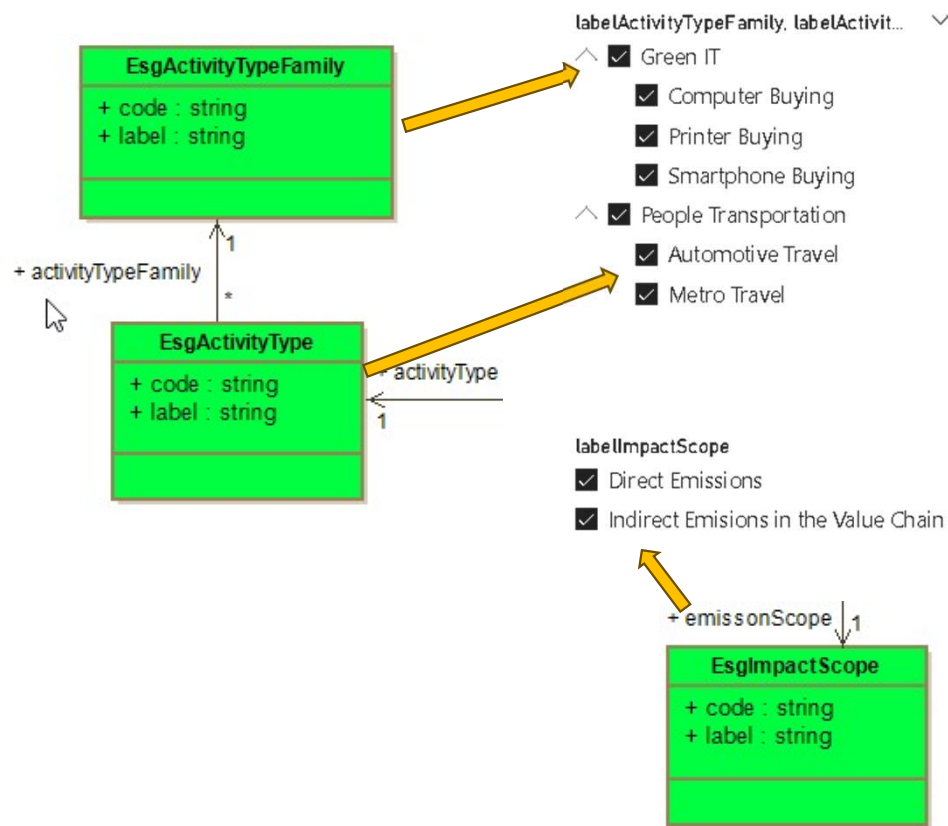 labelActivityTypeFamily, labelActivit...
EsgActivityTypeFamily
+ code : string
+ label : string
Green IT
Computer Buying
Printer Buying
Smartphone Buying
People Transportation
Automotive Travel
Metro Travel
1
+ activityTypeFamily
*
EsgActivityType
+ code : string
+ label : string
+ activityType
1
labelImpactScope
Direct Emissions
Indirect Emisions in the Value Chain
+ emissonScope
1
EsgImpactScope
+ code : string
+ label : string